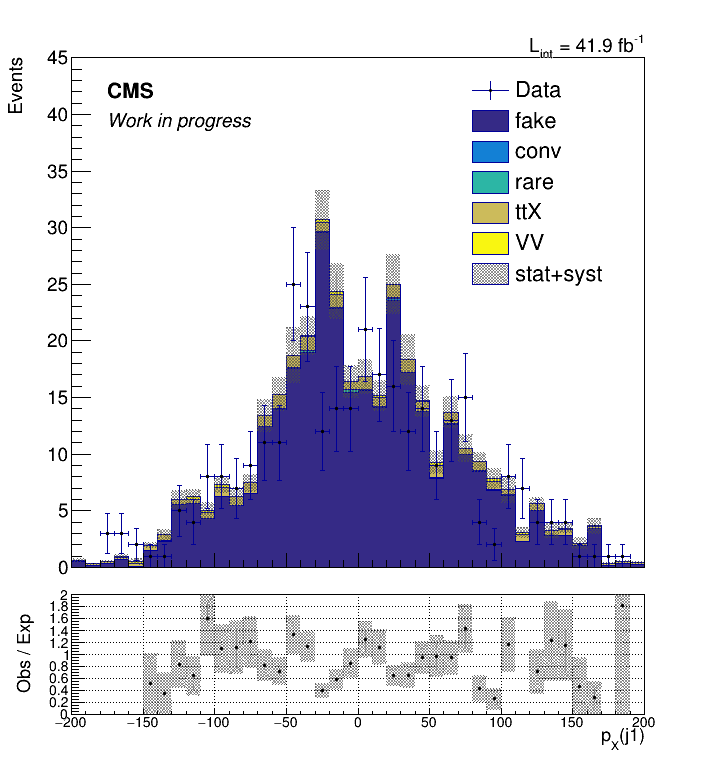 L_int = 41.9 fb^-1
Events
45
40
35
30
25
20
15
10
5
0
CMS
Work in progress
Data
fake
conv
rare
ttX
VV
stat+syst
Obs / Exp
2
1.8
1.6
1.4
1.2
1
0.8
0.6
0.4
0.2
0
−200 −150 −100 −50 0 50 100 150 200
p_X(j1)